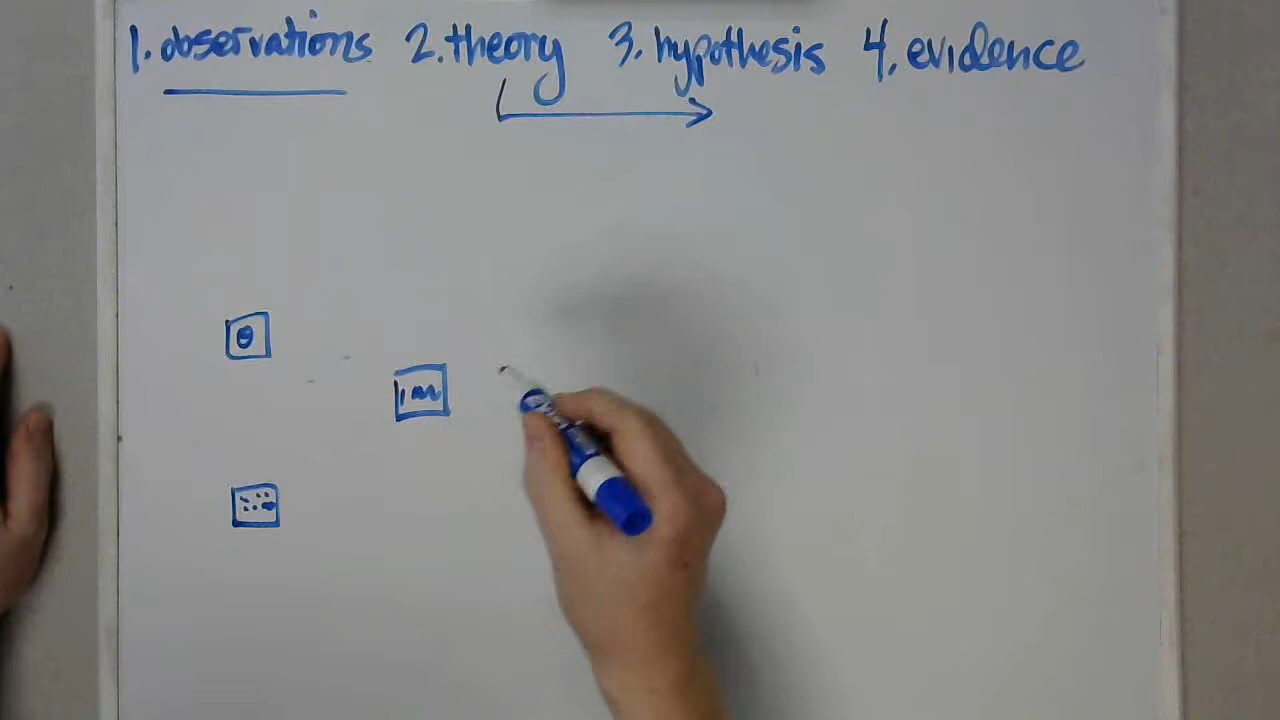 1. observations 2. theory 3. hypothesis 4. evidence